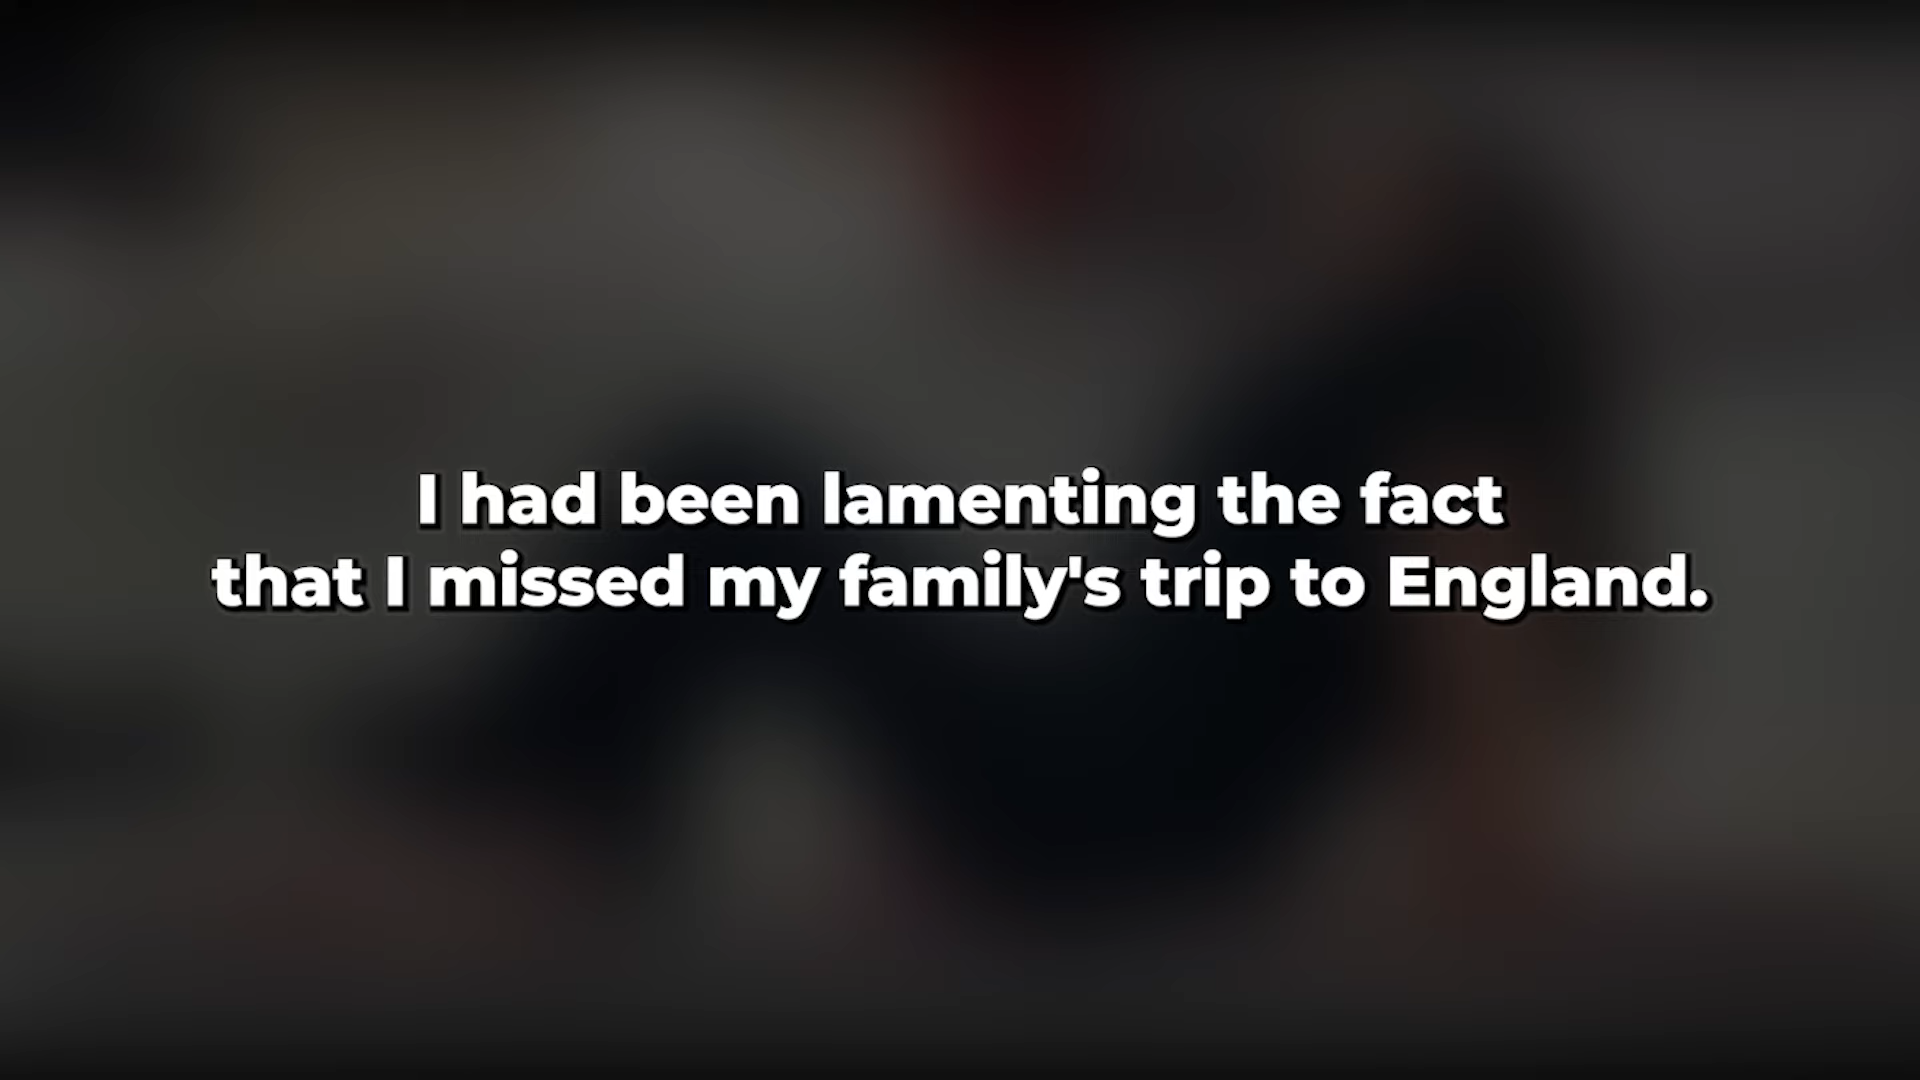 I had been lamenting the fact
that I missed my family's trip to England.